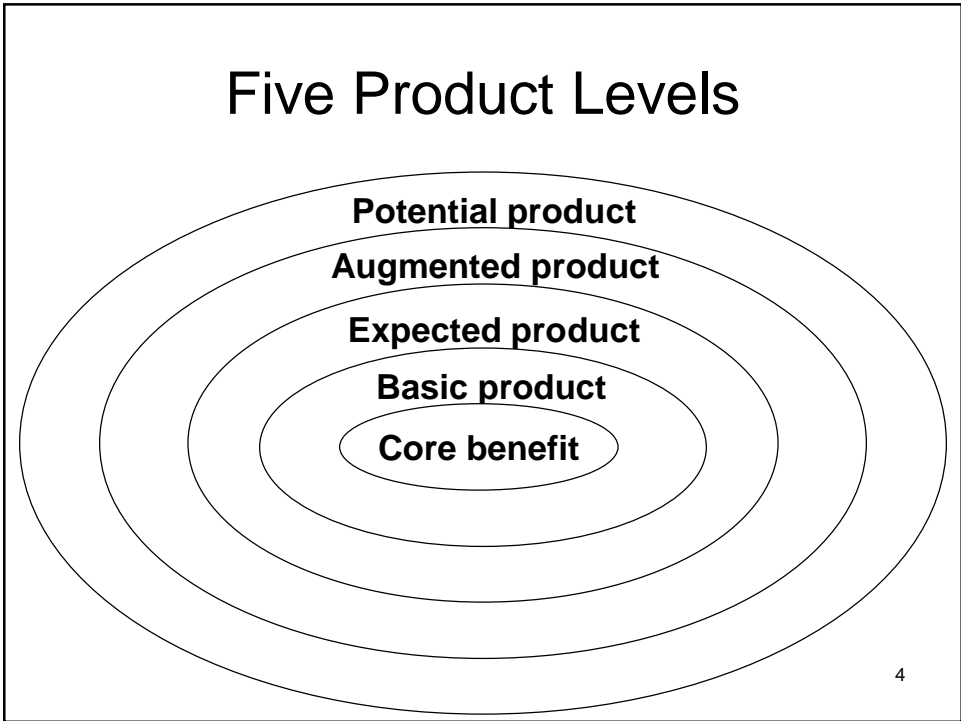 Five Product Levels
Potential product
Augmented product
Expected product
Basic product
Core benefit
4